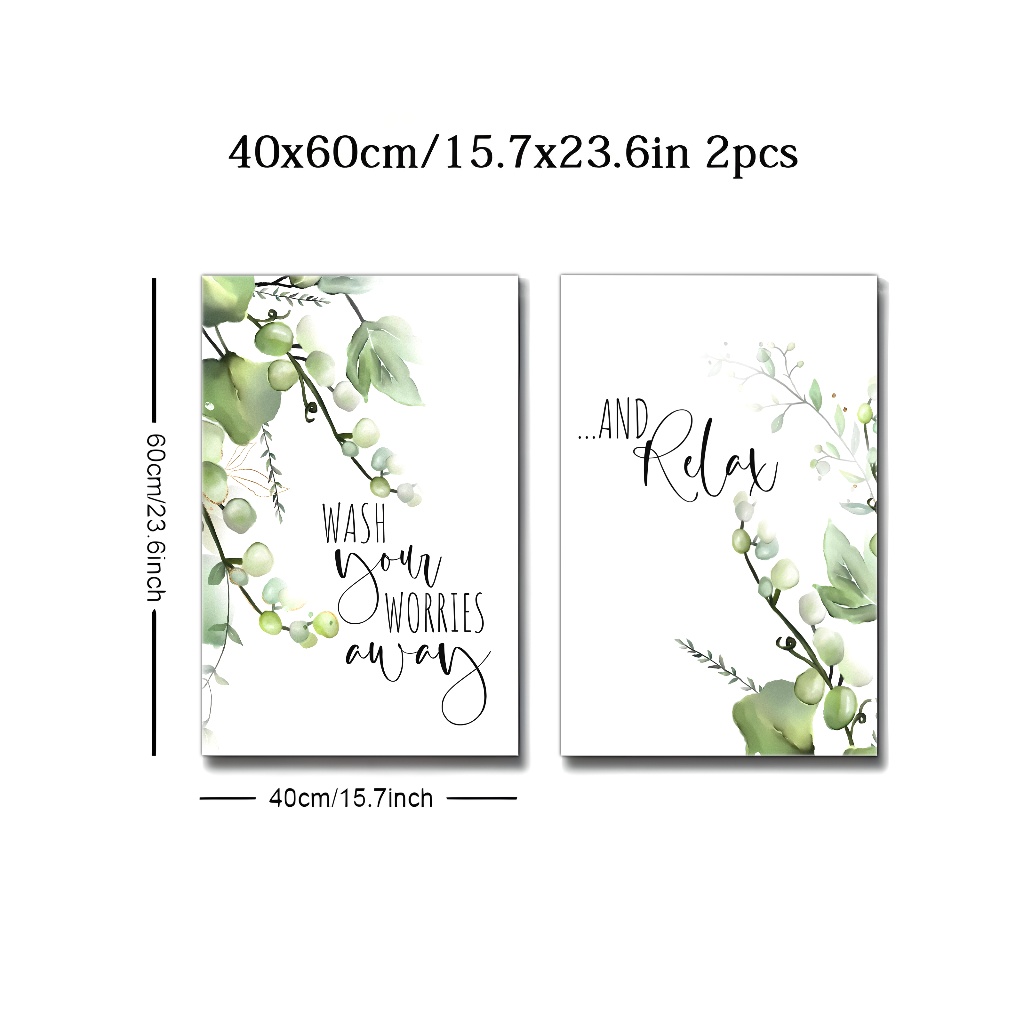 40x60cm/15.7x23.6in 2pcs
60cm/23.6inch
WASH
your
WORRIES
away
...AND
Relax
40cm/15.7inch